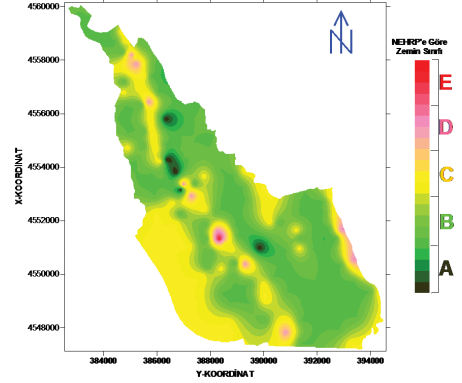 4560000
4558000
4556000
4554000
4552000
4550000
4548000
X-KOORDİNAT
384000 386000 388000 390000 392000 394000
Y-KOORDİNAT
N
NEHRP'e Göre
Zemin Sınıfı
E
D
C
B
A